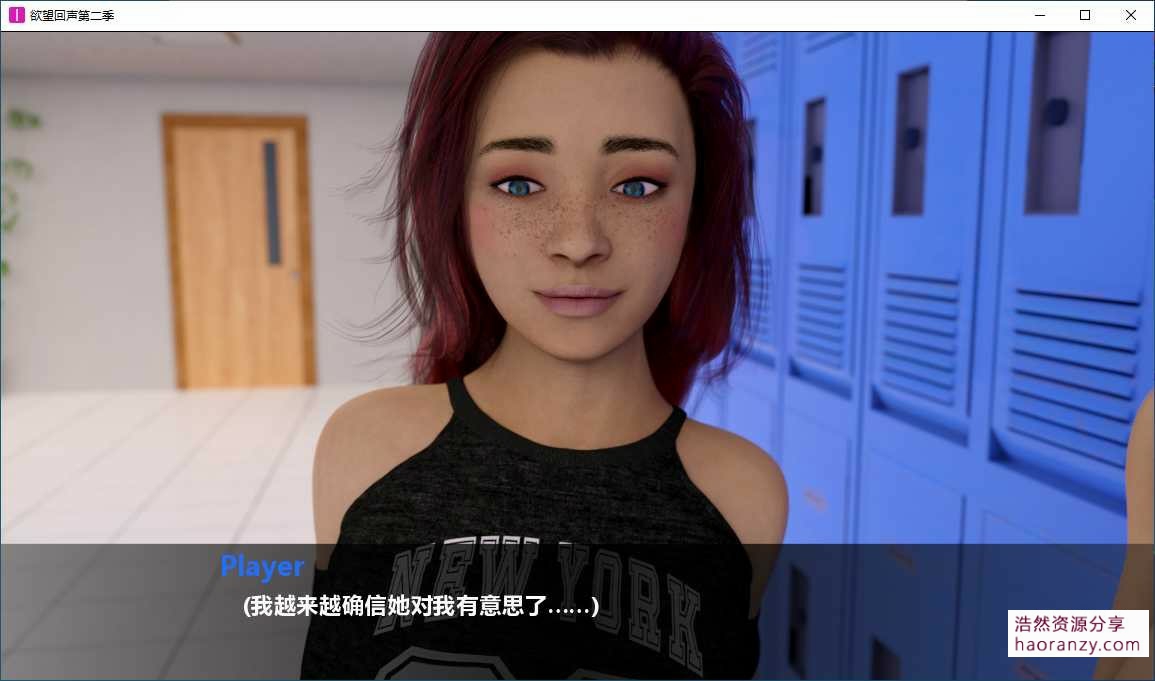 欲望回声第二季
NEW YORK
Player
(我越来越确信她对我有意思了……)
浩然资源分享
haoranzy.com